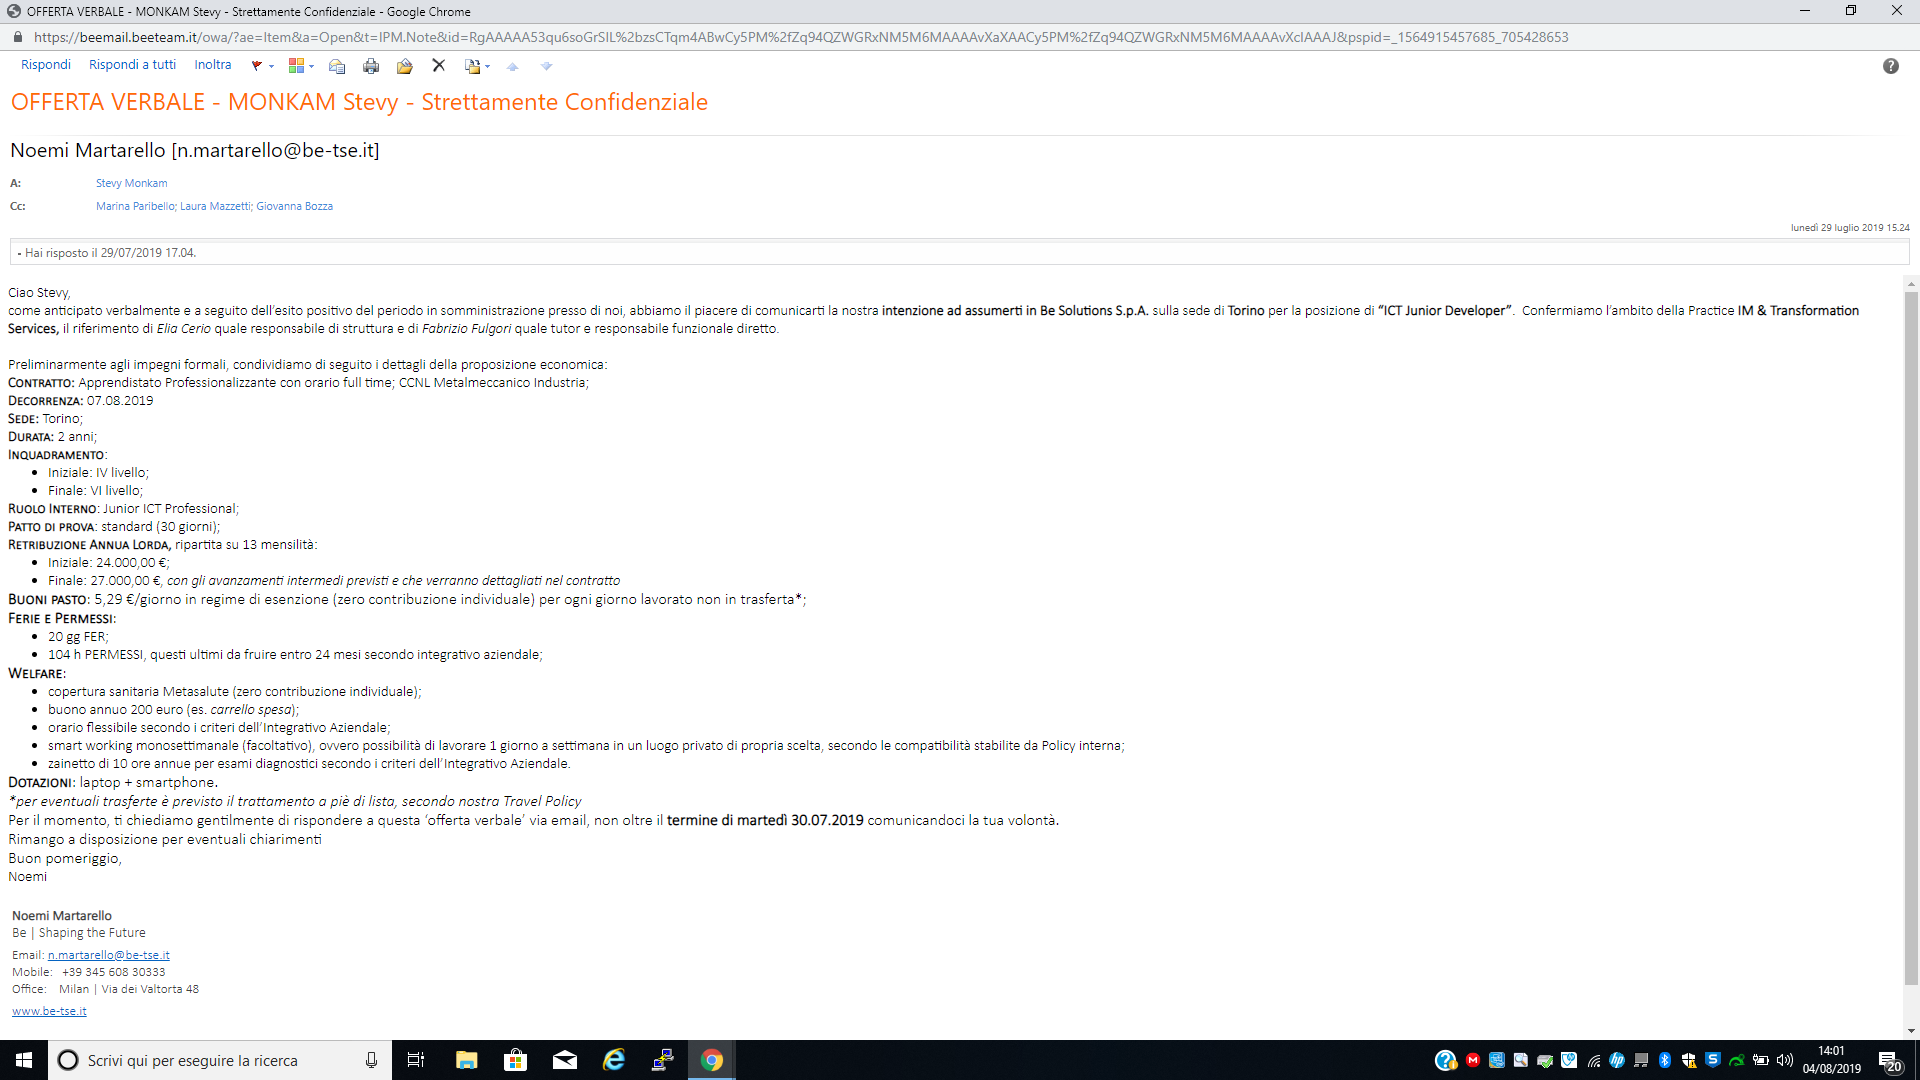 OFFERTA VERBALE - MONKAM Stevy - Strettamente Confidenziale - Google Chrome
https://beemail.beeteam.it/owa/?ae=Item&a=Open&t=IPM.Note&id=RgAAAAA53qu6soGrSIL%2bzsCTqm4ABwCy5PM%2fZq94QZWGRxNM5M6MAAAAvXaXAACy5PM%2fZq94QZWGRxNM5M6MAAAAvXclAAAJ&pspid=_1564915457685_705428653
Rispondi Rispondi a tutti Inoltra
OFFERTA VERBALE - MONKAM Stevy - Strettamente Confidenziale
Noemi Martarello [n.martarello@be-tse.it]
A: Stevy Monkam
Cc: Marina Paribello; Laura Mazzetti; Giovanna Bozza
lunedì 29 luglio 2019 15.24
- Hai risposto il 29/07/2019 17.04.
Ciao Stevy,
come anticipato verbalmente e a seguito dell'esito positivo del periodo in somministrazione presso di noi, abbiamo il piacere di comunicarti la nostra intenzione ad assumerti in Be Solutions S.p.A. sulla sede di Torino per la posizione di “ICT Junior Developer”. Confermiamo l'ambito della Practice IM & Transformation
Services, il riferimento di Elia Cerio quale responsabile di struttura e di Fabrizio Fulgori quale tutor e responsabile funzionale diretto.
Preliminarmente agli impegni formali, condividiamo di seguito i dettagli della proposizione economica:
CONTRATTO: Apprendistato Professionalizzante con orario full time; CCNL Metalmeccanico Industria;
DECORRENZA: 07.08.2019
SEDE: Torino;
DURATA: 2 anni;
INQUADRAMENTO:
• Iniziale: IV livello;
• Finale: VI livello;
RUOLO INTERNO: Junior ICT Professional;
PATTO DI PROVA: standard (30 giorni);
RETRIBUZIONE ANNUA LORDA, ripartita su 13 mensilità:
• Iniziale: 24.000,00 €;
• Finale: 27.000,00 €, con gli avanzamenti intermedi previsti e che verranno dettagliati nel contratto
BUONI PASTO: 5,29 €/giorno in regime di esenzione (zero contribuzione individuale) per ogni giorno lavorato non in trasferta*;
FERIE E PERMESSI:
• 20 gg FER;
• 104 h PERMESSI, questi ultimi da fruire entro 24 mesi secondo integrativo aziendale;
WELFARE:
• copertura sanitaria Metasalute (zero contribuzione individuale);
• buono annuo 200 euro (es. carrello spesa);
• orario flessibile secondo i criteri dell'Integrativo Aziendale;
• smart working monosettimanale (facoltativo), ovvero possibilità di lavorare 1 giorno a settimana in un luogo privato di propria scelta, secondo le compatibilità stabilite da Policy interna;
• zainetto di 10 ore annue per esami diagnostici secondo i criteri dell'Integrativo Aziendale.
DOTAZIONI: laptop + smartphone.
*per eventuali trasferte è previsto il trattamento a piè di lista, secondo nostra Travel Policy
Per il momento, ti chiediamo gentilmente di rispondere a questa ‘offerta verbale’ via email, non oltre il termine di martedì 30.07.2019 comunicandoci la tua volontà.
Rimango a disposizione per eventuali chiarimenti
Buon pomeriggio,
Noemi
Noemi Martarello
Be | Shaping the Future
Email: n.martarello@be-tse.it
Mobile: +39 345 608 30333
Office: Milan | Via dei Valtorta 48
www.be-tse.it
Scrivi qui per eseguire la ricerca
14:01
04/08/2019
20